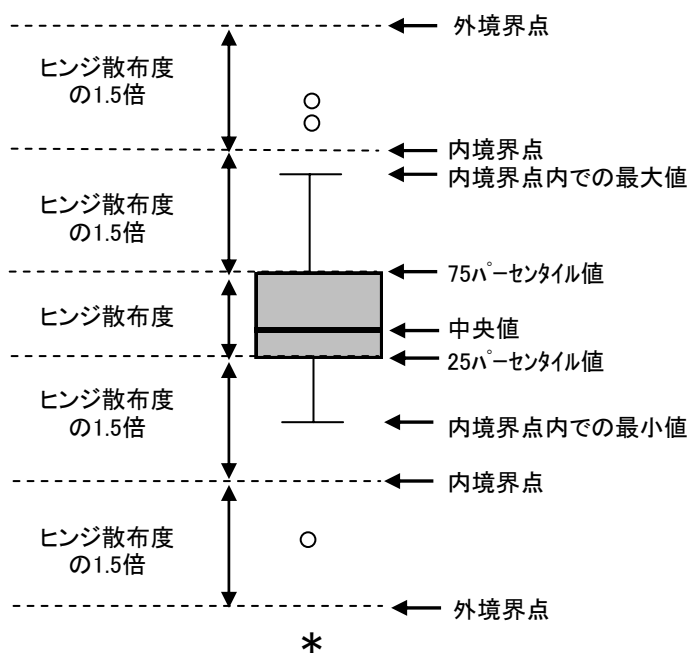 外境界点
ヒンジ散布度
の1.5倍
内境界点
内境界点内での最大値
ヒンジ散布度
の1.5倍
75ﾊﾟｰｾﾝﾀｲﾙ値
ヒンジ散布度
中央値
25ﾊﾟｰｾﾝﾀｲﾙ値
ヒンジ散布度
の1.5倍
内境界点内での最小値
内境界点
ヒンジ散布度
の1.5倍
外境界点